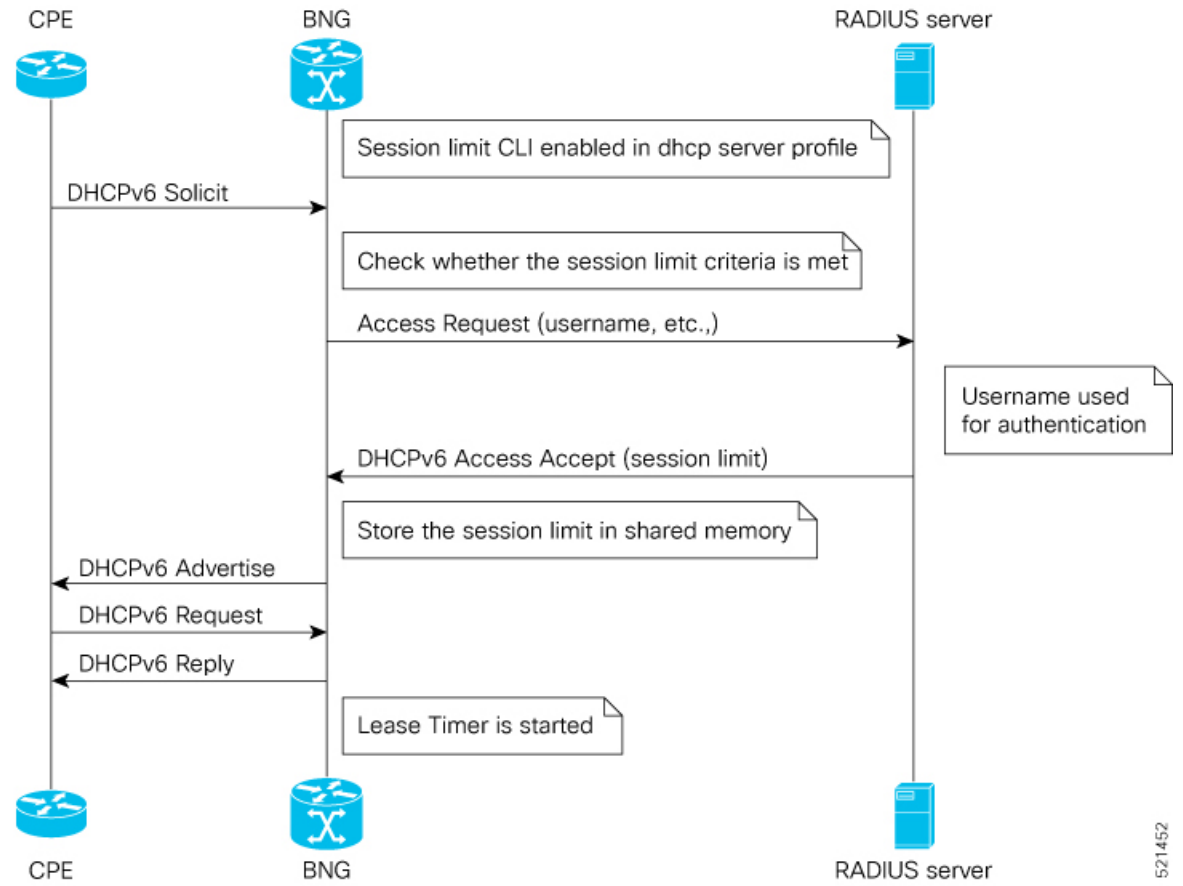 CPE
BNG
RADIUS server
Session limit CLI enabled in dhcp server profile
DHCPv6 Solicit
Check whether the session limit criteria is met
Access Request (username, etc.,)
Username used
for authentication
DHCPv6 Access Accept (session limit)
Store the session limit in shared memory
DHCPv6 Advertise
DHCPv6 Request
DHCPv6 Reply
Lease Timer is started
CPE
BNG
RADIUS server
521452